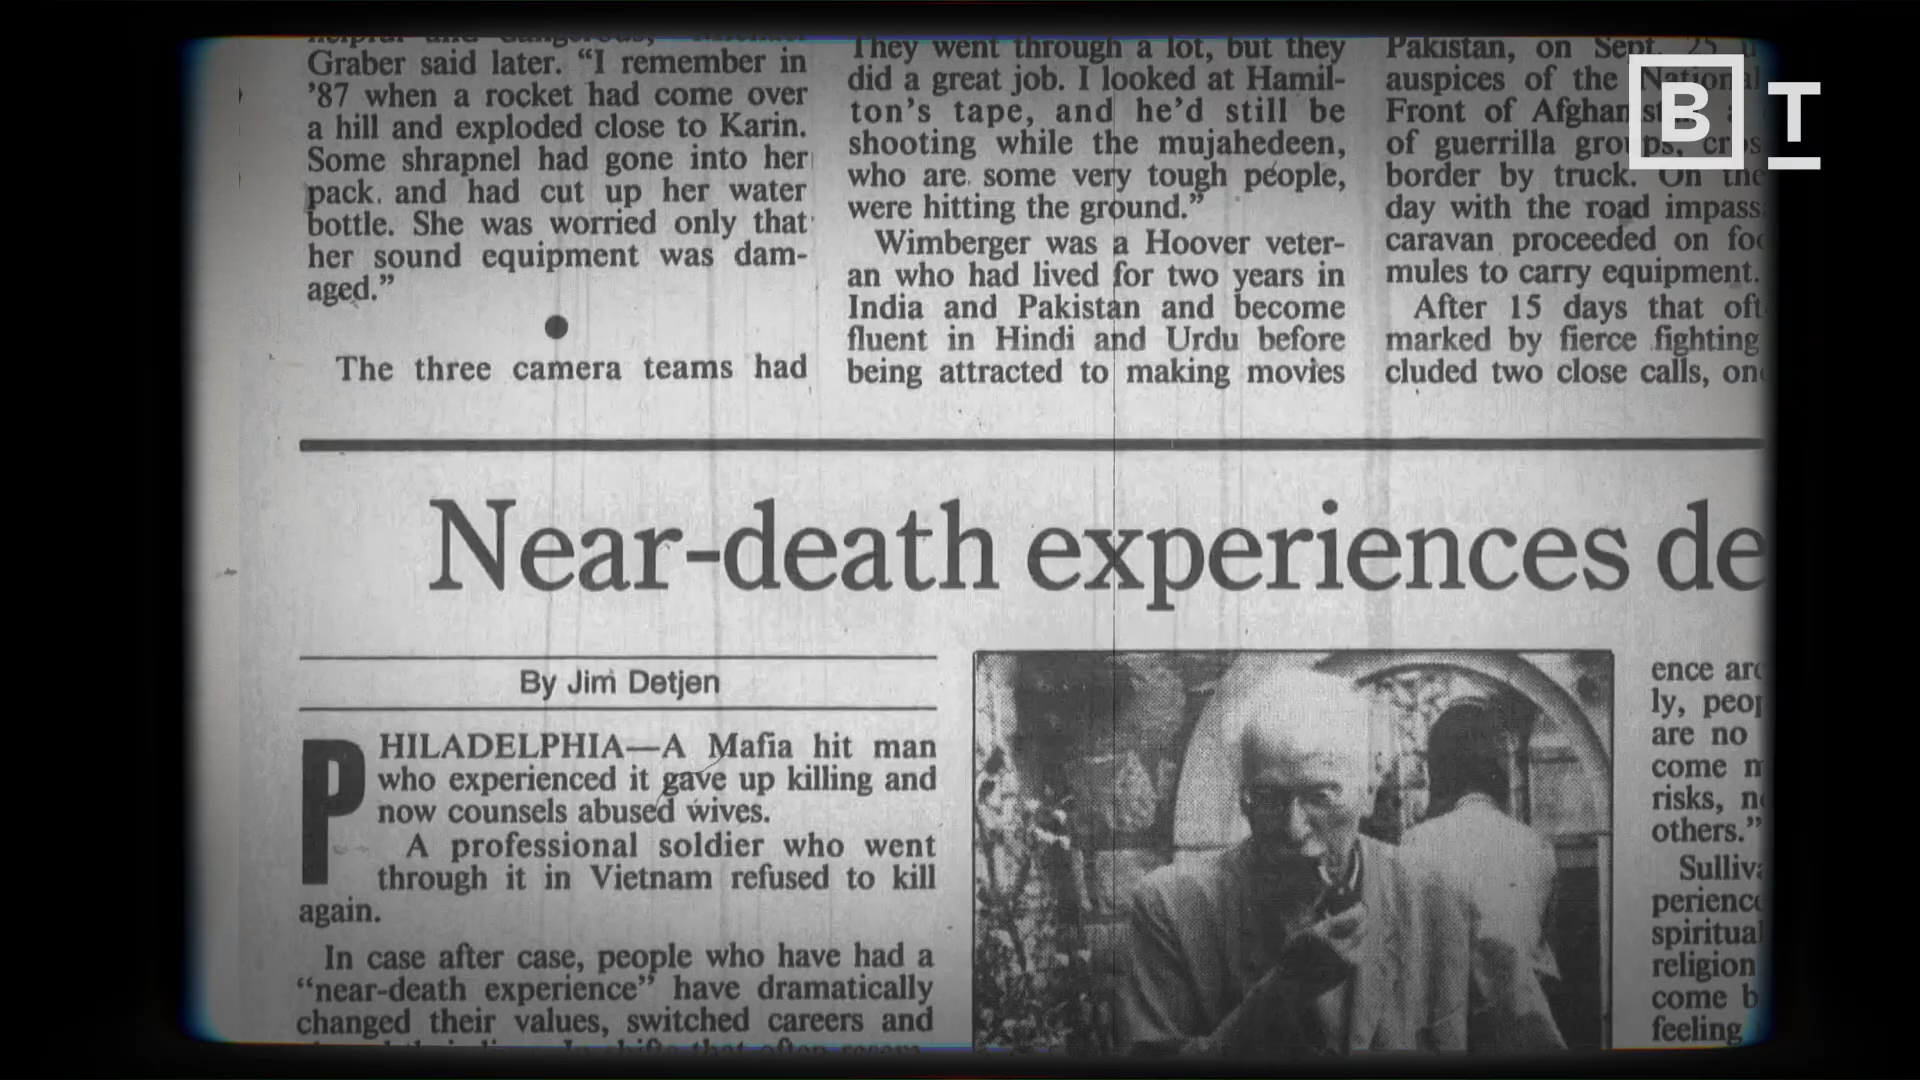 helpful and dangerous,
Graber said later. “I remember in
’87 when a rocket had come over
a hill and exploded close to Karin.
Some shrapnel had gone into her
pack and had cut up her water
bottle. She was worried only that
her sound equipment was dam-
aged.”
The three camera teams had
They went through a lot, but they
did a great job. I looked at Hamil-
ton’s tape, and he’d still be
shooting while the mujahedeen,
who are some very tough people,
were hitting the ground.”
Wimberger was a Hoover veter-
an who had lived for two years in
India and Pakistan and become
fluent in Hindi and Urdu before
being attracted to making movies
Pakistan, on Sept. 25
auspices of the National
Front of
of guerrilla groups,
border by truck. On the
day with the road
caravan proceeded on
mules to carry equipment.
After 15 days that
marked by fierce fighting
cluded two close calls,
BT
Near-death experiences de
By Jim Detjen
PHILADELPHIA—A Mafia hit man
who experienced it gave up killing and
now counsels abused wives.
A professional soldier who went
through it in Vietnam refused to kill
again.
In case after case, people who have had a
“near-death experience” have dramatically
changed their values, switched careers and
ence
ly,
are no
come
risks,
others.”
spiritual
religion
come b
feeling